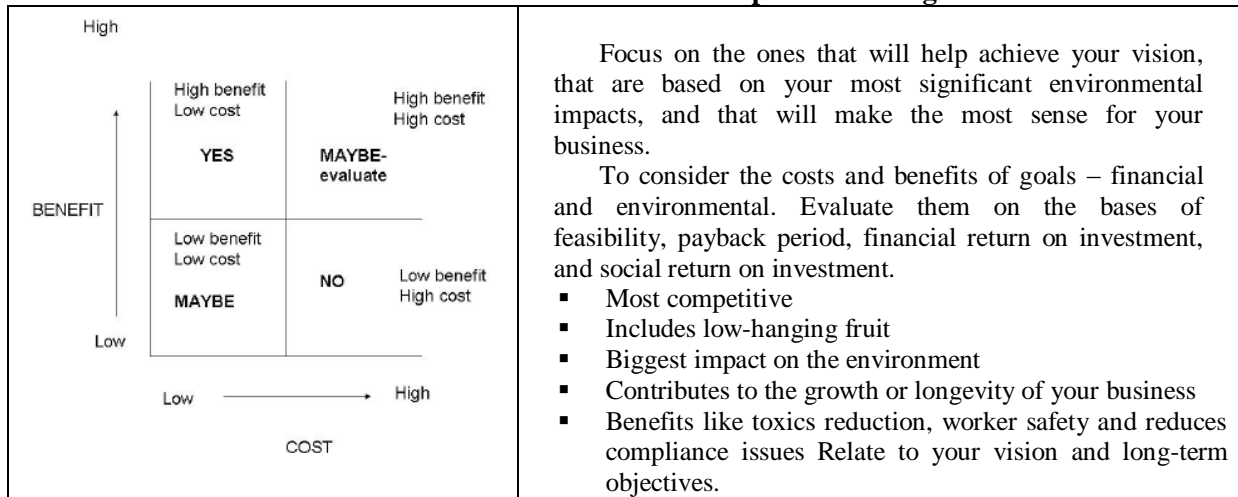 High
High benefit
Low cost
High benefit
High cost
YES
MAYBE-
evaluate
BENEFIT
Low benefit
Low cost
NO
Low benefit
High cost
MAYBE
Low
Low
High
COST
Focus on the ones that will help achieve your vision,
that are based on your most significant environmental
impacts, and that will make the most sense for your
business.
To consider the costs and benefits of goals – financial
and environmental. Evaluate them on the bases of
feasibility, payback period, financial return on investment,
and social return on investment.
▪ Most competitive
▪ Includes low-hanging fruit
▪ Biggest impact on the environment
▪ Contributes to the growth or longevity of your business
▪ Benefits like toxics reduction, worker safety and reduces
compliance issues Relate to your vision and long-term
objectives.